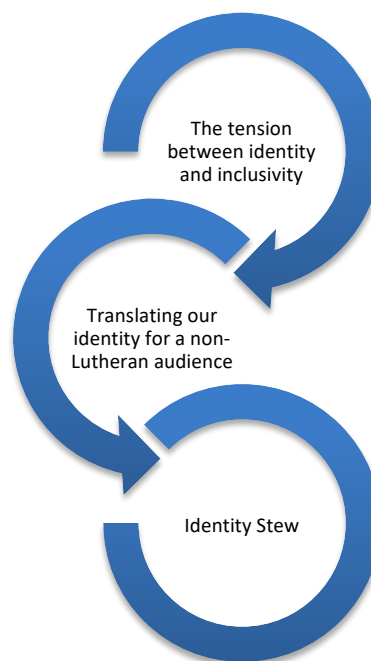 The tension
between identity
and inclusivity
Translating our
identity for a non-
Lutheran audience
Identity Stew